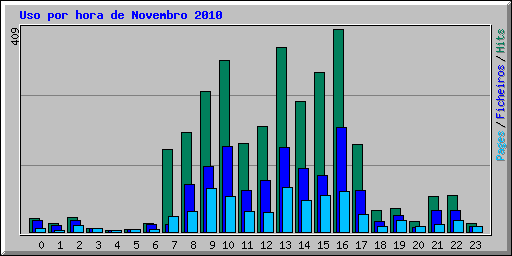 Uso por hora de Novembro 2010
409
Pages / Ficheiros / Hits
0 1 2 3 4 5 6 7 8 9 10 11 12 13 14 15 16 17 18 19 20 21 22 23